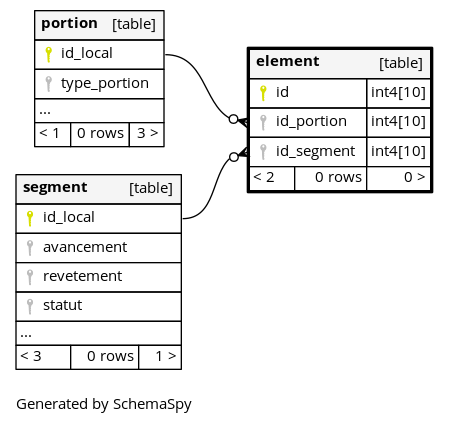 portion [table]
id_local
type_portion
...
< 1 0 rows 3 >
element [table]
id int4[10]
id_portion int4[10]
id_segment int4[10]
< 2 0 rows 0 >
segment [table]
id_local
avancement
revetement
statut
...
< 3 0 rows 1 >
Generated by SchemaSpy